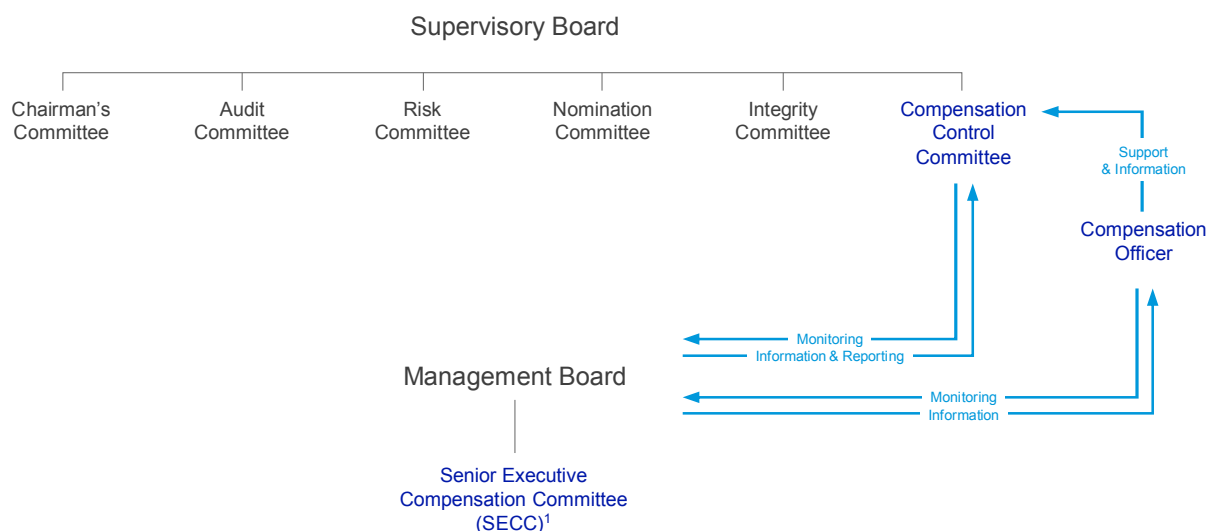 Supervisory Board
Chairman's
Committee
Audit
Committee
Risk
Committee
Nomination
Committee
Integrity
Committee
Compensation
Control
Committee
Support
& Information
Compensation
Officer
Monitoring
Information & Reporting
Management Board
Monitoring
Information
Senior Executive
Compensation Committee
(SECC)¹